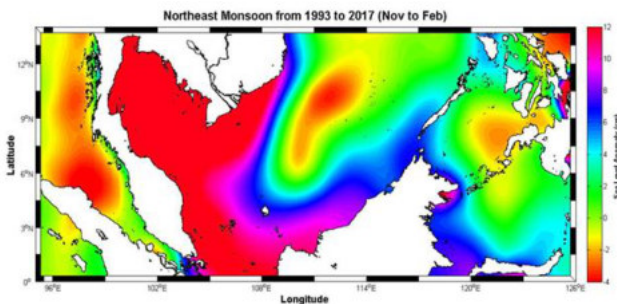 Northeast Monsoon from 1993 to 2017 (Nov to Feb)
12°N
9°N
6°N
3°N
0°
96°E 102°E 108°E 114°E 120°E 126°E
Latitude
Longitude
12
10
8
6
4
2
0
-2
-4